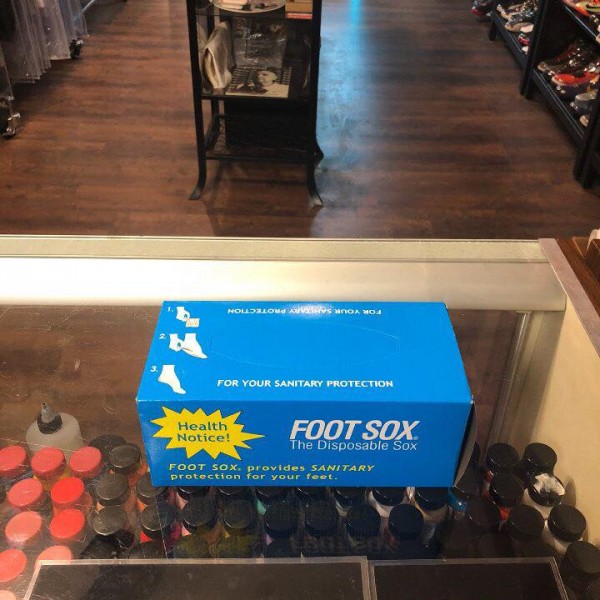 FOR YOUR SANITARY PROTECTION
1.
2.
3.
FOR YOUR SANITARY PROTECTION
Health
Notice!
FOOT SOX®
The Disposable Sox
FOOT SOX® provides SANITARY
protection for your feet.